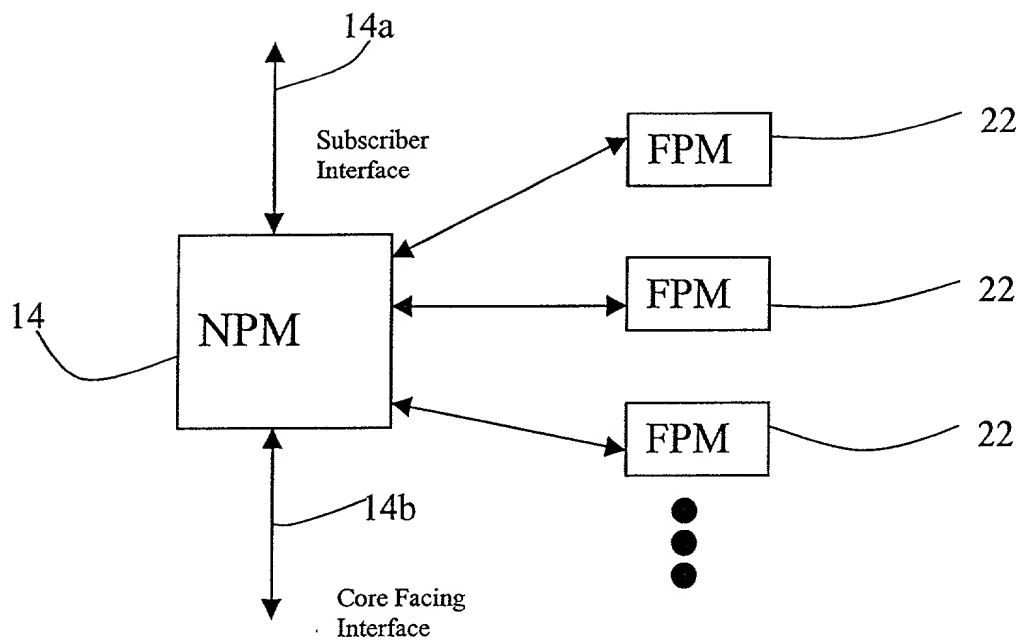 14a
Subscriber
Interface
FPM
22
FPM
22
14
NPM
FPM
22
14b
Core Facing
Interface